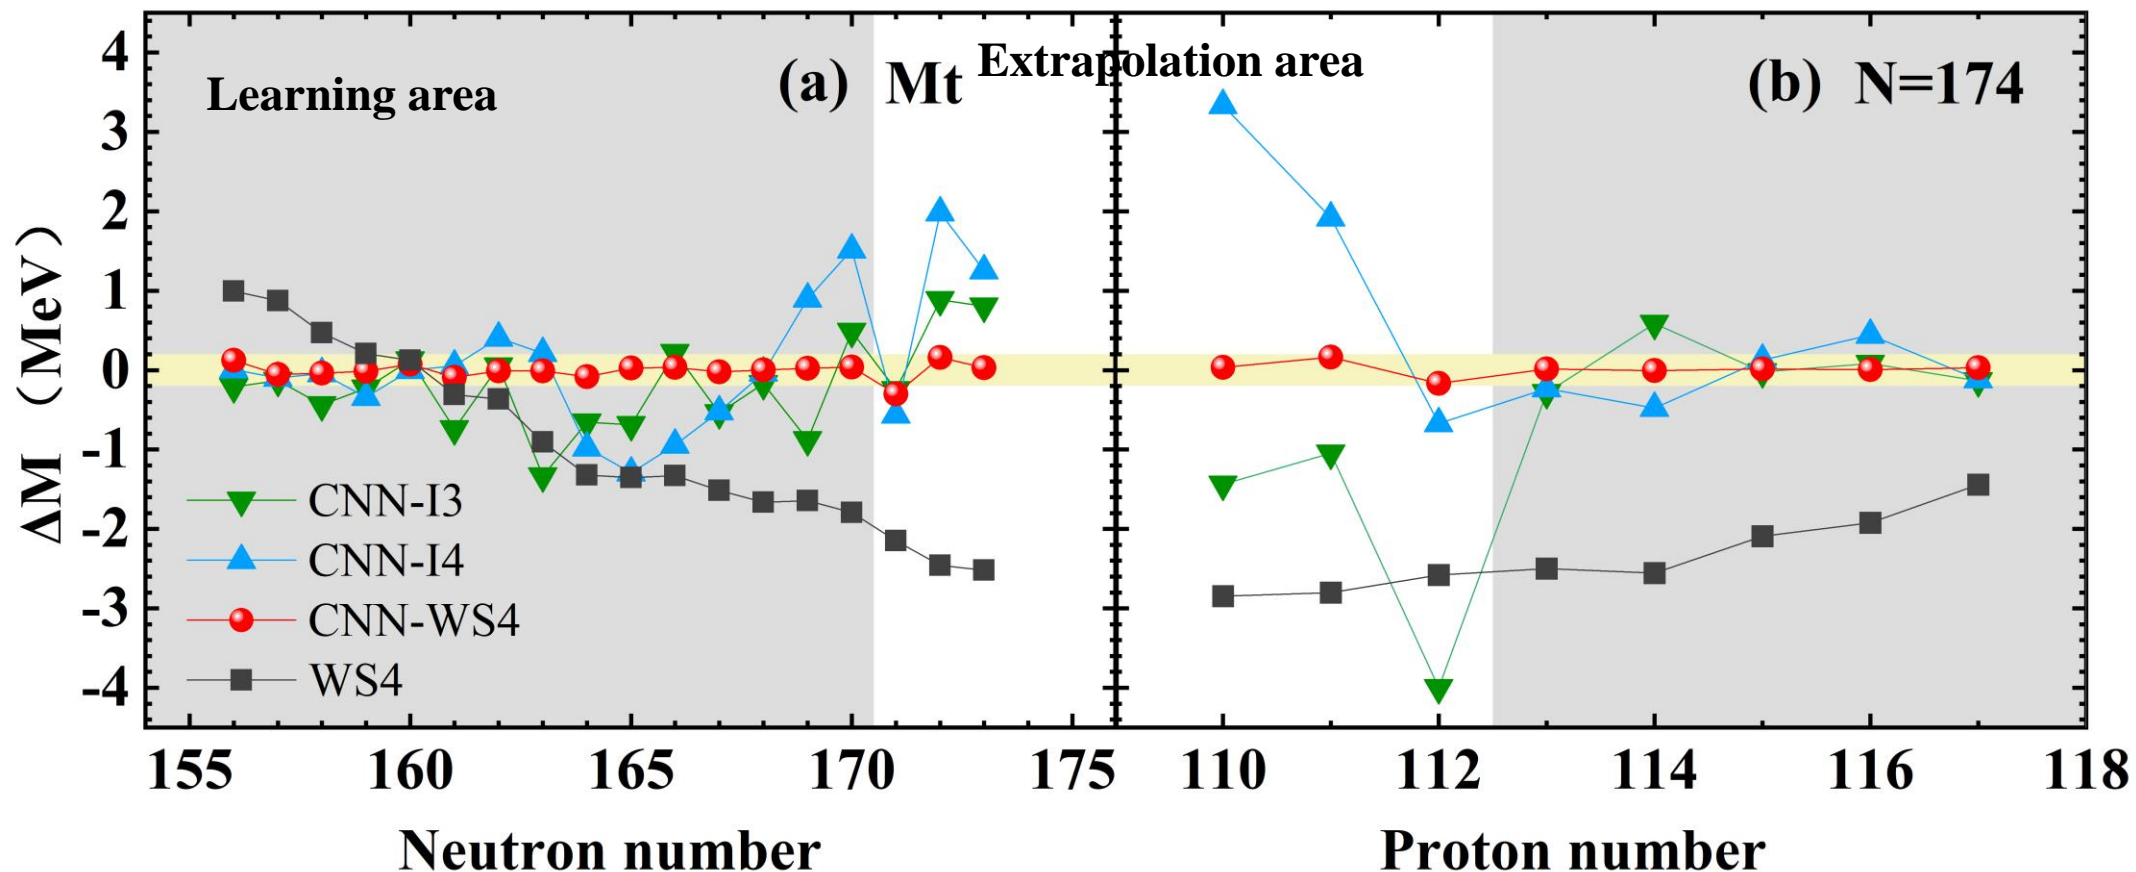 Learning area
(a) Mt
Extrapolation area
(b) N=174
4
3
2
1
0
-1
-2
-3
-4
ΔM (MeV)
CNN-I3
CNN-I4
CNN-WS4
WS4
155 160 165 170 175 110 112 114 116 118
Neutron number
Proton number